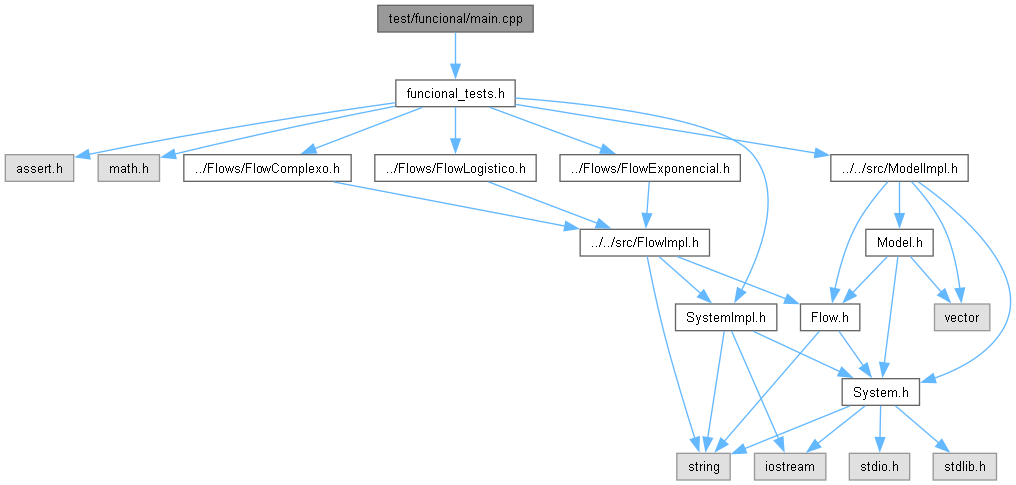 test/funcional/main.cpp
funcional_tests.h
assert.h
math.h
../Flows/FlowComplexo.h
../Flows/FlowLogistico.h
../Flows/FlowExponencial.h
../../src/ModelImpl.h
../../src/FlowImpl.h
Model.h
SystemImpl.h
Flow.h
vector
System.h
string
iostream
stdio.h
stdlib.h